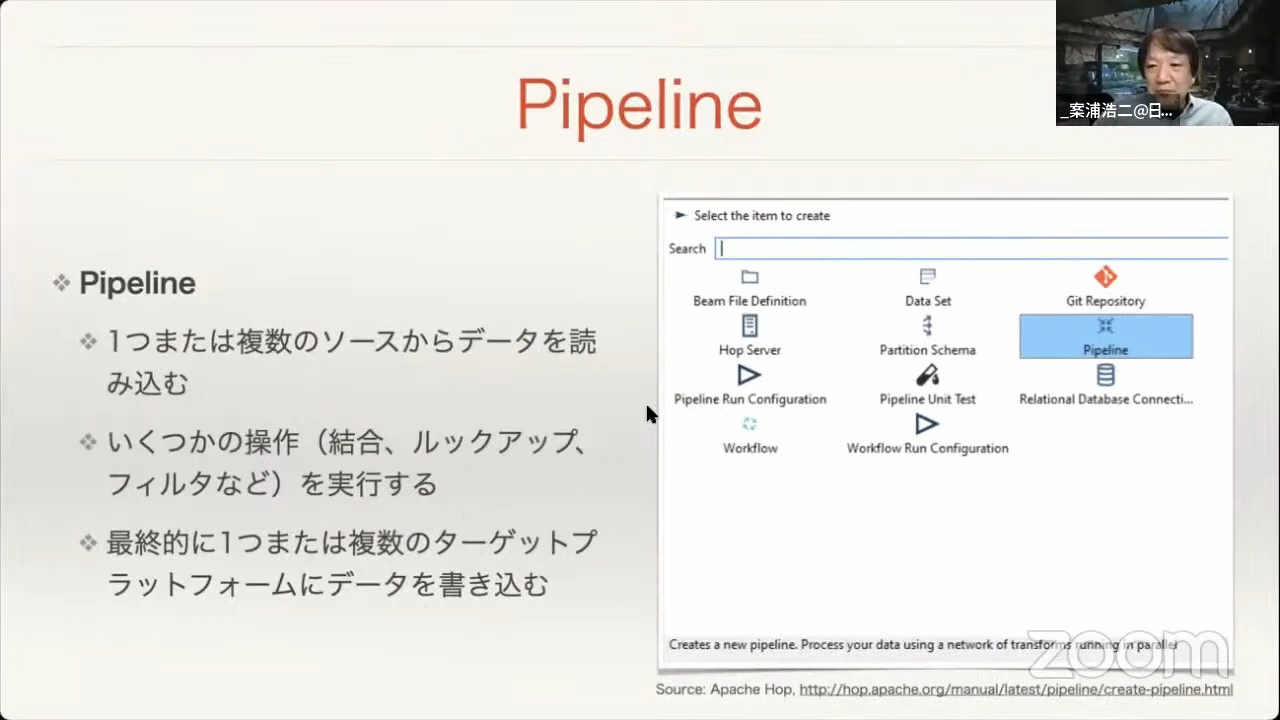 Pipeline
_案浦浩二@日...
Pipeline
1つまたは複数のソースからデータを読
み込む
いくつかの操作（結合、ルックアップ、
フィルタなど）を実行する
最終的に1つまたは複数のターゲットプ
ラットフォームにデータを書き込む
Select the item to create
Search
Beam File Definition
Data Set
Git Repository
Hop Server
Partition Schema
Pipeline
Pipeline Run Configuration
Pipeline Unit Test
Relational Database Connecti...
Workflow
Workflow Run Configuration
Creates a new pipeline. Process your data using a network of transforms running in parallel
zoom
Source: Apache Hop, http://hop.apache.org/manual/latest/pipeline/create-pipeline.html